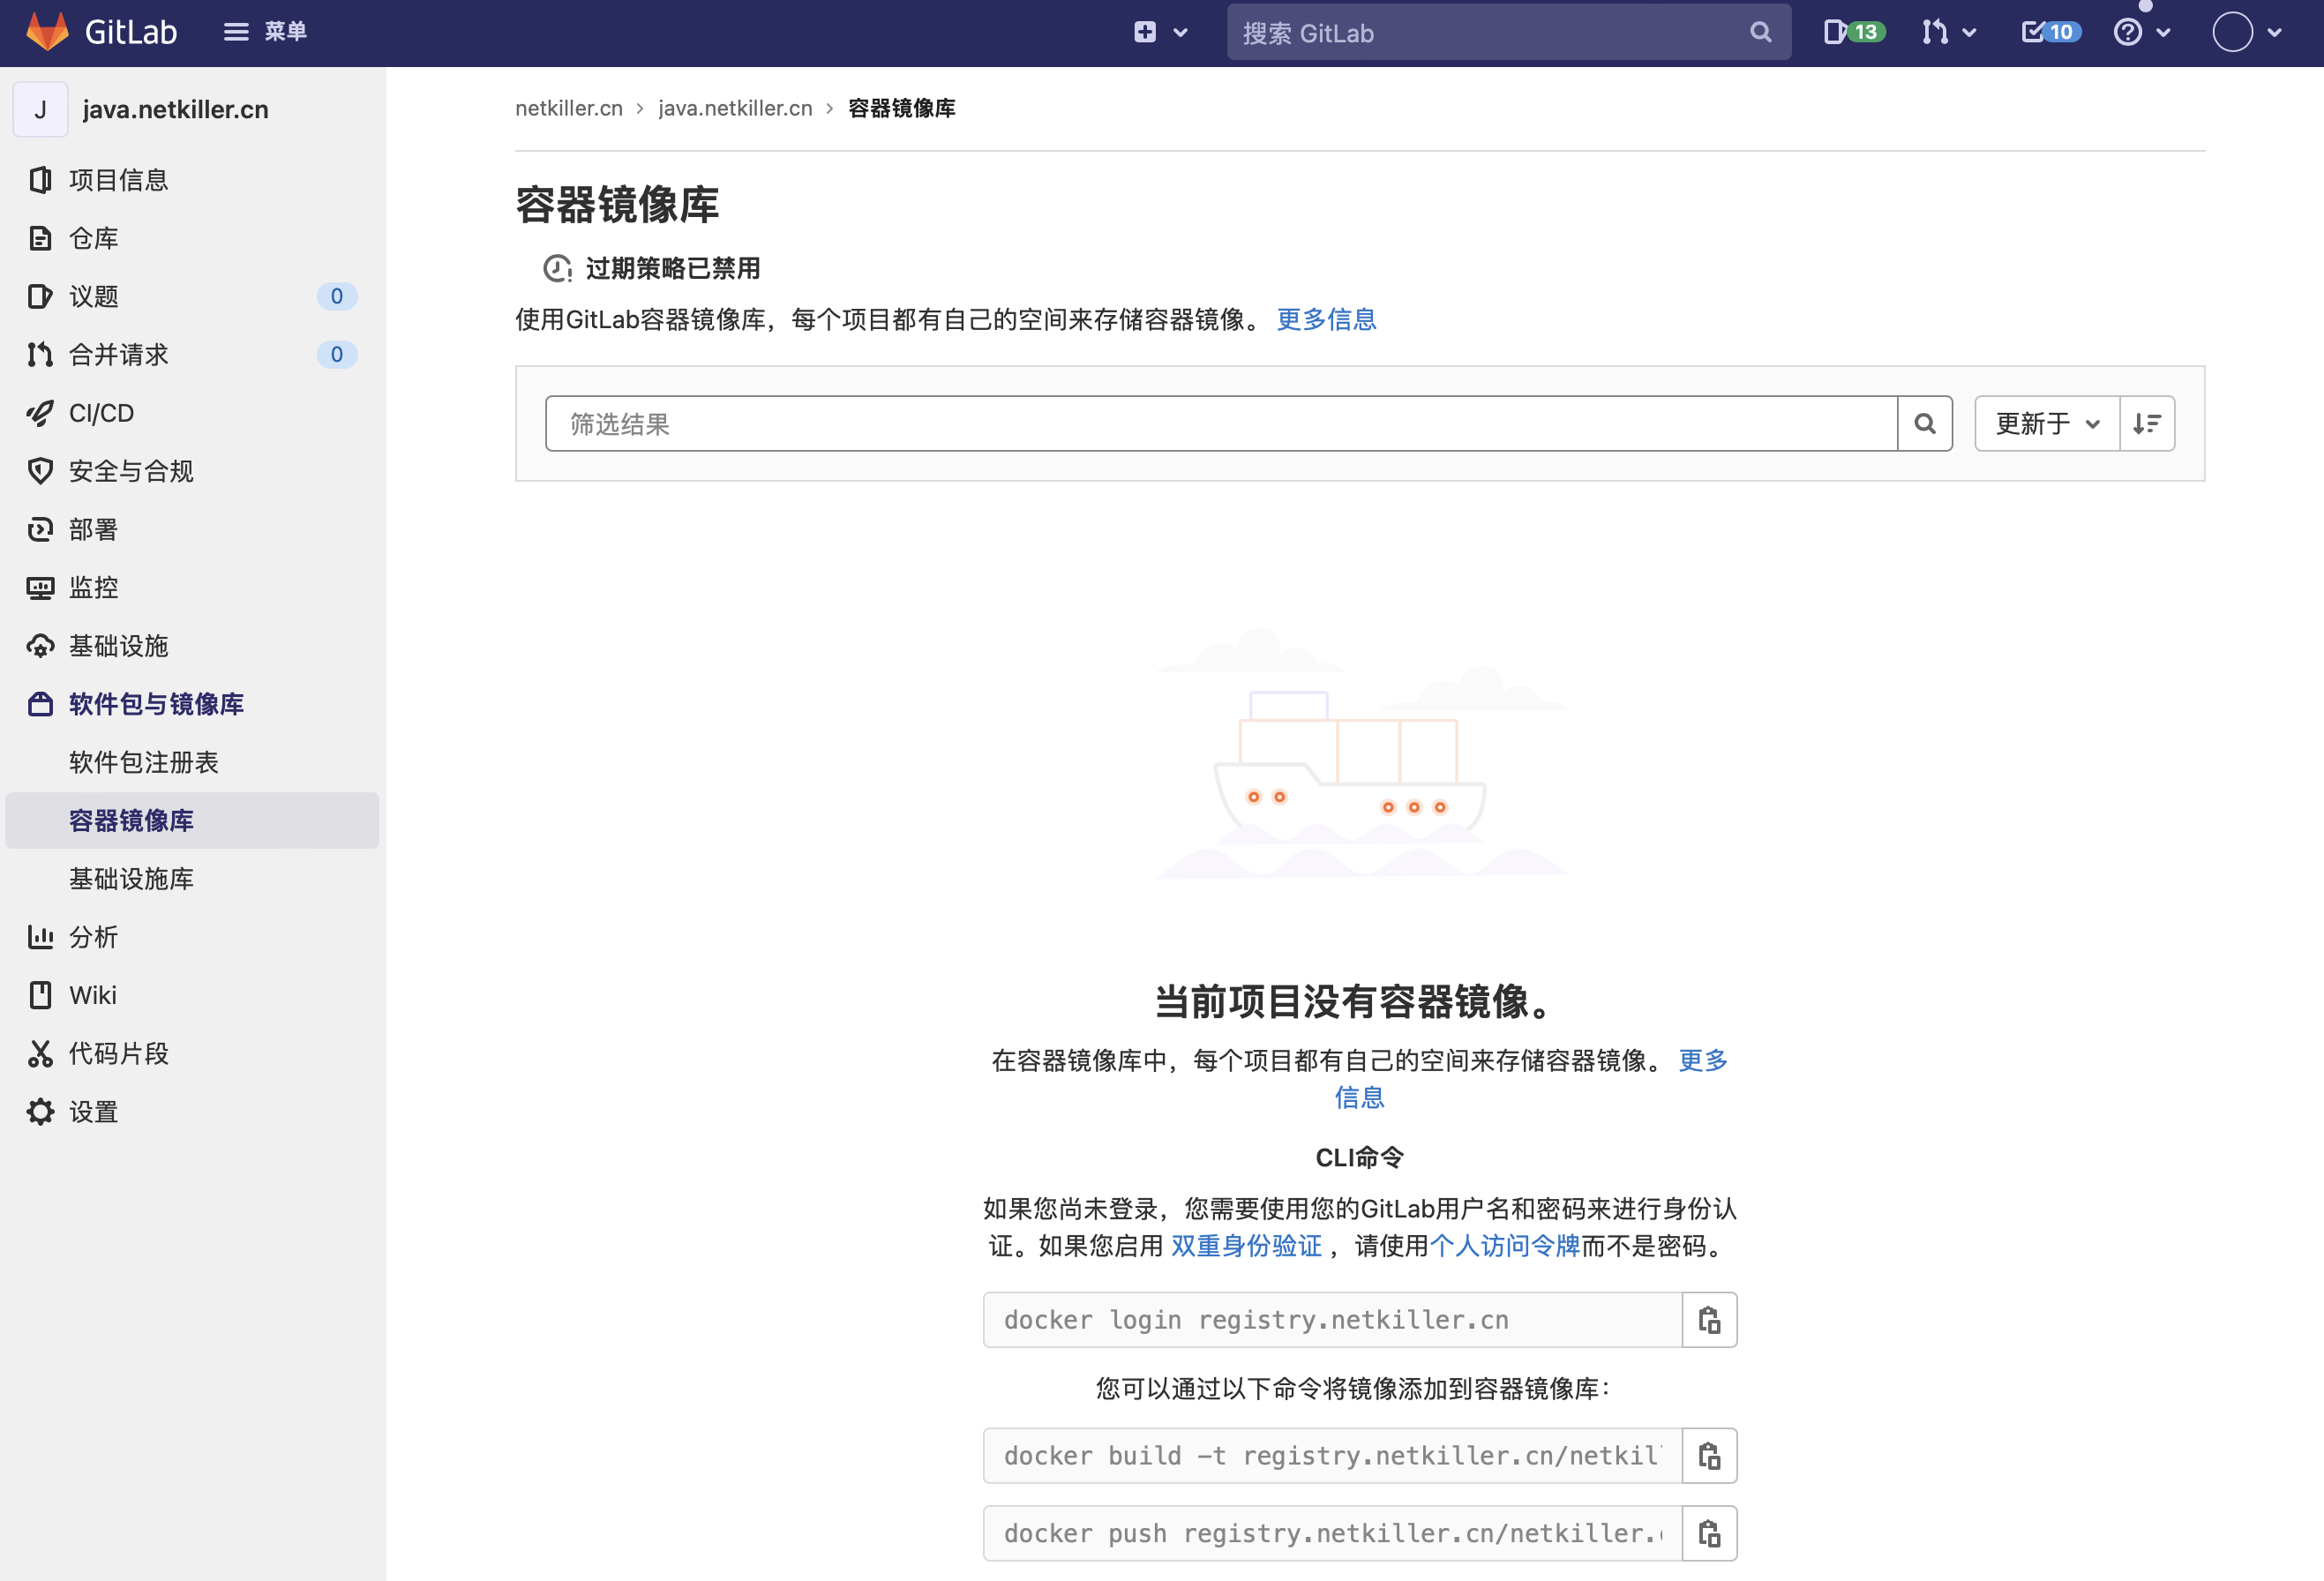 GitLab
菜单
搜索 GitLab
13
10
J
java.netkiller.cn
项目信息
仓库
议题
0
合并请求
0
CI/CD
安全与合规
部署
监控
基础设施
软件包与镜像库
软件包注册表
容器镜像库
基础设施库
分析
Wiki
代码片段
设置
netkiller.cn › java.netkiller.cn › 容器镜像库
容器镜像库
过期策略已禁用
使用GitLab容器镜像库，每个项目都有自己的空间来存储容器镜像。 更多信息
筛选结果
更新于
当前项目没有容器镜像。
在容器镜像库中，每个项目都有自己的空间来存储容器镜像。 更多
信息
CLI命令
如果您尚未登录，您需要使用您的GitLab用户名和密码来进行身份认
证。如果您启用 双重身份验证 ，请使用个人访问令牌而不是密码。
docker login registry.netkiller.cn
您可以通过以下命令将镜像添加到容器镜像库：
docker build -t registry.netkiller.cn/netkil
docker push registry.netkiller.cn/netkiller.